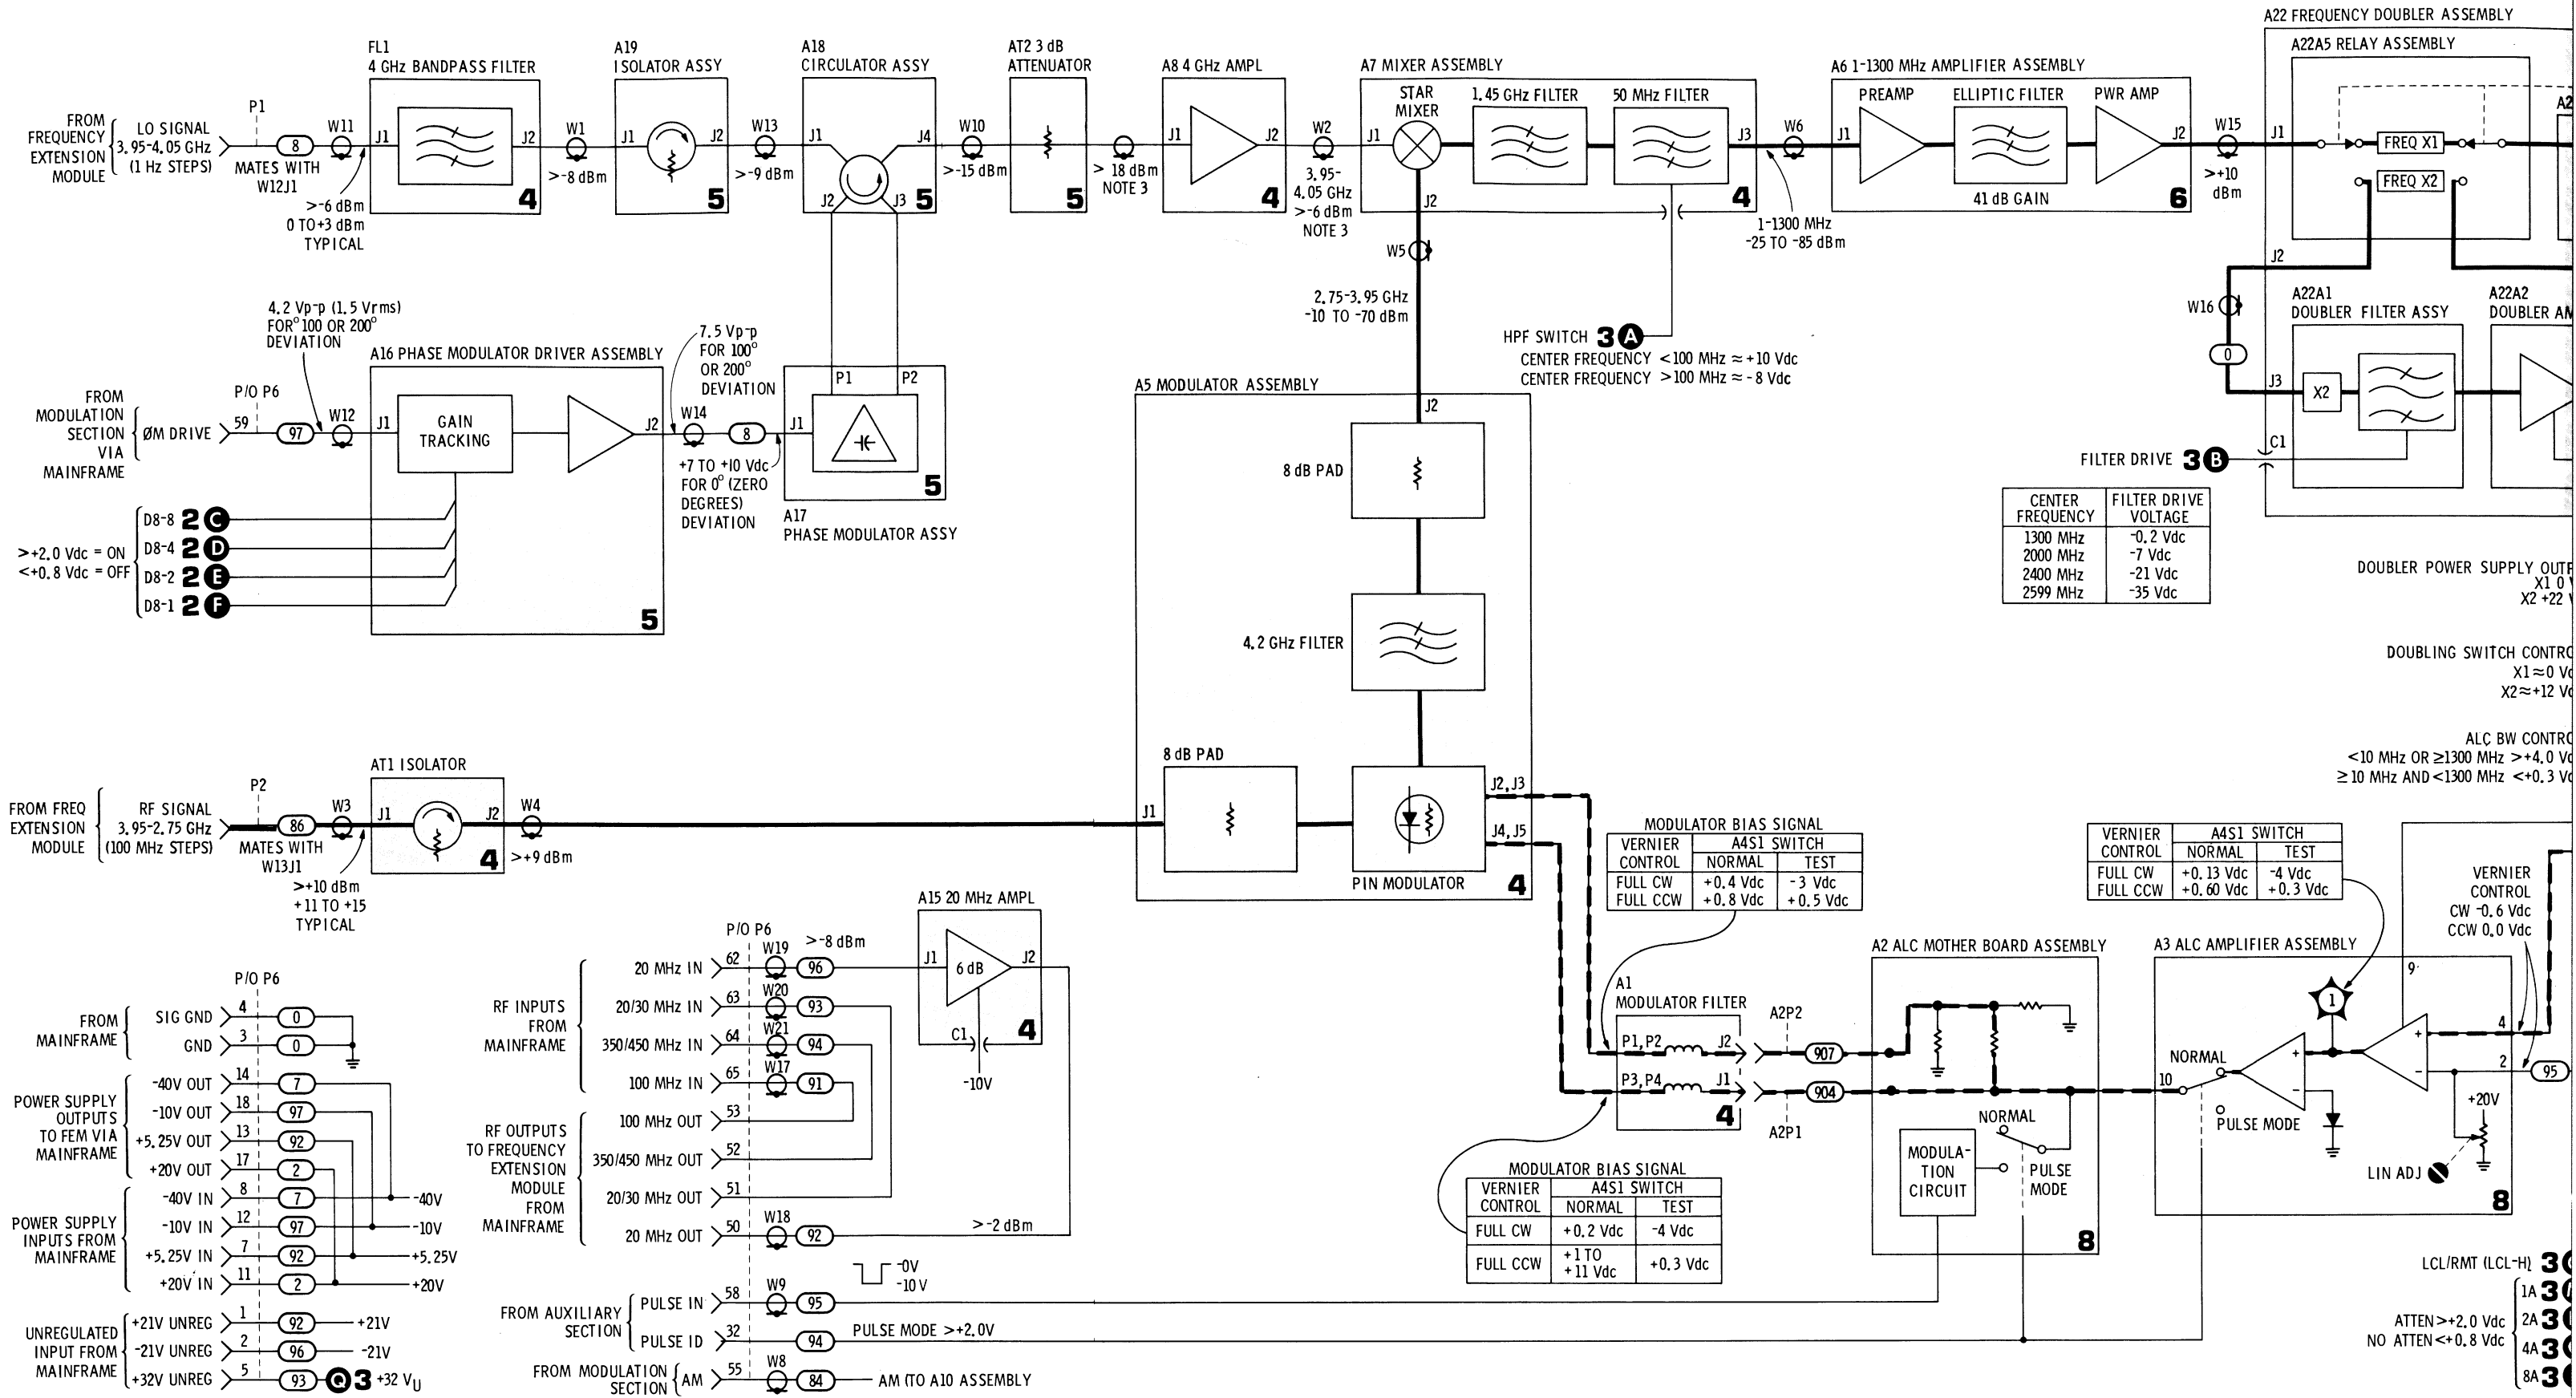 A22 FREQUENCY DOUBLER ASSEMBLY
A22A5 RELAY ASSEMBLY
FL1
4 GHz BANDPASS FILTER
A19
ISOLATOR ASSY
A18
CIRCULATOR ASSY
AT2 3 dB
ATTENUATOR
A8 4 GHz AMPL
A7 MIXER ASSEMBLY
A6 1-1300 MHz AMPLIFIER ASSEMBLY
STAR
MIXER
1.45 GHz FILTER
50 MHz FILTER
PREAMP
ELLIPTIC FILTER
PWR AMP
FROM
FREQUENCY
EXTENSION
MODULE
LO SIGNAL
3.95-4.05 GHz
(1 Hz STEPS)
P1
8
MATES WITH
W12J1
W11
J1
J2
W1
>-8 dBm
J1
J2
W13
>-9 dBm
J1
J4
J2
J3
W10
>-15 dBm
> 18 dBm
NOTE 3
J1
J2
W2
3.95-
4.05 GHz
>-6 dBm
NOTE 3
J1
J2
J3
W6
J1
J2
W15
>+10
dBm
J1
FREQ X1
FREQ X2
A2
4
5
5
5
4
4
6
41 dB GAIN
>-6 dBm
0 TO+3 dBm
TYPICAL
1-1300 MHz
-25 TO -85 dBm
W5
2.75-3.95 GHz
-10 TO -70 dBm
HPF SWITCH 3 A
CENTER FREQUENCY <100 MHz ≈ +10 Vdc
CENTER FREQUENCY >100 MHz ≈ -8 Vdc
J2
W16
0
J3
A22A1
DOUBLER FILTER ASSY
A22A2
DOUBLER AM
X2
C1
FILTER DRIVE 3 B
CENTER
FREQUENCY
FILTER DRIVE
VOLTAGE
1300 MHz -0.2 Vdc
2000 MHz -7 Vdc
2400 MHz -21 Vdc
2599 MHz -35 Vdc
4.2 Vp-p (1.5 Vrms)
FOR° 100 OR 200°
DEVIATION
A16 PHASE MODULATOR DRIVER ASSEMBLY
FROM
MODULATION
SECTION
VIA
MAINFRAME
ØM DRIVE
P/O P6
59
97
W12
J1
GAIN
TRACKING
J2
W14
8
J1
7.5 Vp-p
FOR 100°
OR 200°
DEVIATION
+7 TO +10 Vdc
FOR 0° (ZERO
DEGREES)
DEVIATION
P1
P2
5
A17
PHASE MODULATOR ASSY
D8-8 2 C
D8-4 2 D
D8-2 2 E
D8-1 2 F
>+2.0 Vdc = ON
<+0.8 Vdc = OFF
5
A5 MODULATOR ASSEMBLY
J2
8 dB PAD
4.2 GHz FILTER
8 dB PAD
J1
PIN MODULATOR
J2, J3
J4, J5
4
DOUBLER POWER SUPPLY OUTP
X1 0 V
X2 +22 V
DOUBLING SWITCH CONTRO
X1≈0 Vd
X2≈+12 Vd
ALC BW CONTRO
<10 MHz OR ≥1300 MHz >+4.0 Vd
≥10 MHz AND <1300 MHz <+0.3 Vd
FROM FREQ
EXTENSION
MODULE
RF SIGNAL
3.95-2.75 GHz
(100 MHz STEPS)
P2
86
MATES WITH
W13J1
W3
>+10 dBm
+11 TO +15
TYPICAL
AT1 ISOLATOR
J1
J2
4
W4
>+9 dBm
MODULATOR BIAS SIGNAL
VERNIER
CONTROL
A4S1 SWITCH
NORMAL TEST
FULL CW +0.4 Vdc -3 Vdc
FULL CCW +0.8 Vdc +0.5 Vdc
VERNIER
CONTROL
A4S1 SWITCH
NORMAL TEST
FULL CW +0.13 Vdc -4 Vdc
FULL CCW +0.60 Vdc +0.3 Vdc
VERNIER
CONTROL
CW -0.6 Vdc
CCW 0.0 Vdc
A15 20 MHz AMPL
J1
6 dB
J2
C1
-10V
4
P/O P6
RF INPUTS
FROM
MAINFRAME
20 MHz IN 62 W19 96 >-8 dBm
20/30 MHz IN 63 W20 93
350/450 MHz IN 64 W21 94
100 MHz IN 65 W17 91
RF OUTPUTS
TO FREQUENCY
EXTENSION
MODULE
FROM
MAINFRAME
100 MHz OUT 53
350/450 MHz OUT 52
20/30 MHz OUT 51
20 MHz OUT 50 W18 92 >-2 dBm
-0V
-10V
FROM AUXILIARY
SECTION
PULSE IN 58 W9 95
PULSE ID 32 94 PULSE MODE >+2.0V
FROM MODULATION
SECTION
AM 55 W8 84 AM (TO A10 ASSEMBLY
P/O P6
FROM
MAINFRAME
SIG GND 4 0
GND 3 0
POWER SUPPLY
OUTPUTS
TO FEM VIA
MAINFRAME
-40V OUT 14 7
-10V OUT 18 97
+5.25V OUT 13 92
+20V OUT 17 2
POWER SUPPLY
INPUTS FROM
MAINFRAME
-40V IN 8 7 -40V
-10V IN 12 97 -10V
+5.25V IN 7 92 +5.25V
+20V IN 11 2 +20V
UNREGULATED
INPUT FROM
MAINFRAME
+21V UNREG 1 92 +21V
-21V UNREG 2 96 -21V
+32V UNREG 5 93 Q 3 +32 VU
A1
MODULATOR FILTER
P1, P2
J2
P3, P4
J1
4
A2P2
907
904
A2P1
A2 ALC MOTHER BOARD ASSEMBLY
NORMAL
PULSE
MODE
MODULA-
TION
CIRCUIT
8
MODULATOR BIAS SIGNAL
VERNIER
CONTROL
A4S1 SWITCH
NORMAL TEST
FULL CW +0.2 Vdc -4 Vdc
FULL CCW +1 TO
+11 Vdc +0.3 Vdc
A3 ALC AMPLIFIER ASSEMBLY
9
1
4
2
95
NORMAL
10
PULSE MODE
+
-
+
-
+20V
LIN ADJ
8
LCL/RMT (LCL-H) 3
1A 3
2A 3
4A 3
8A 3
ATTEN>+2.0 Vdc
NO ATTEN<+0.8 Vdc